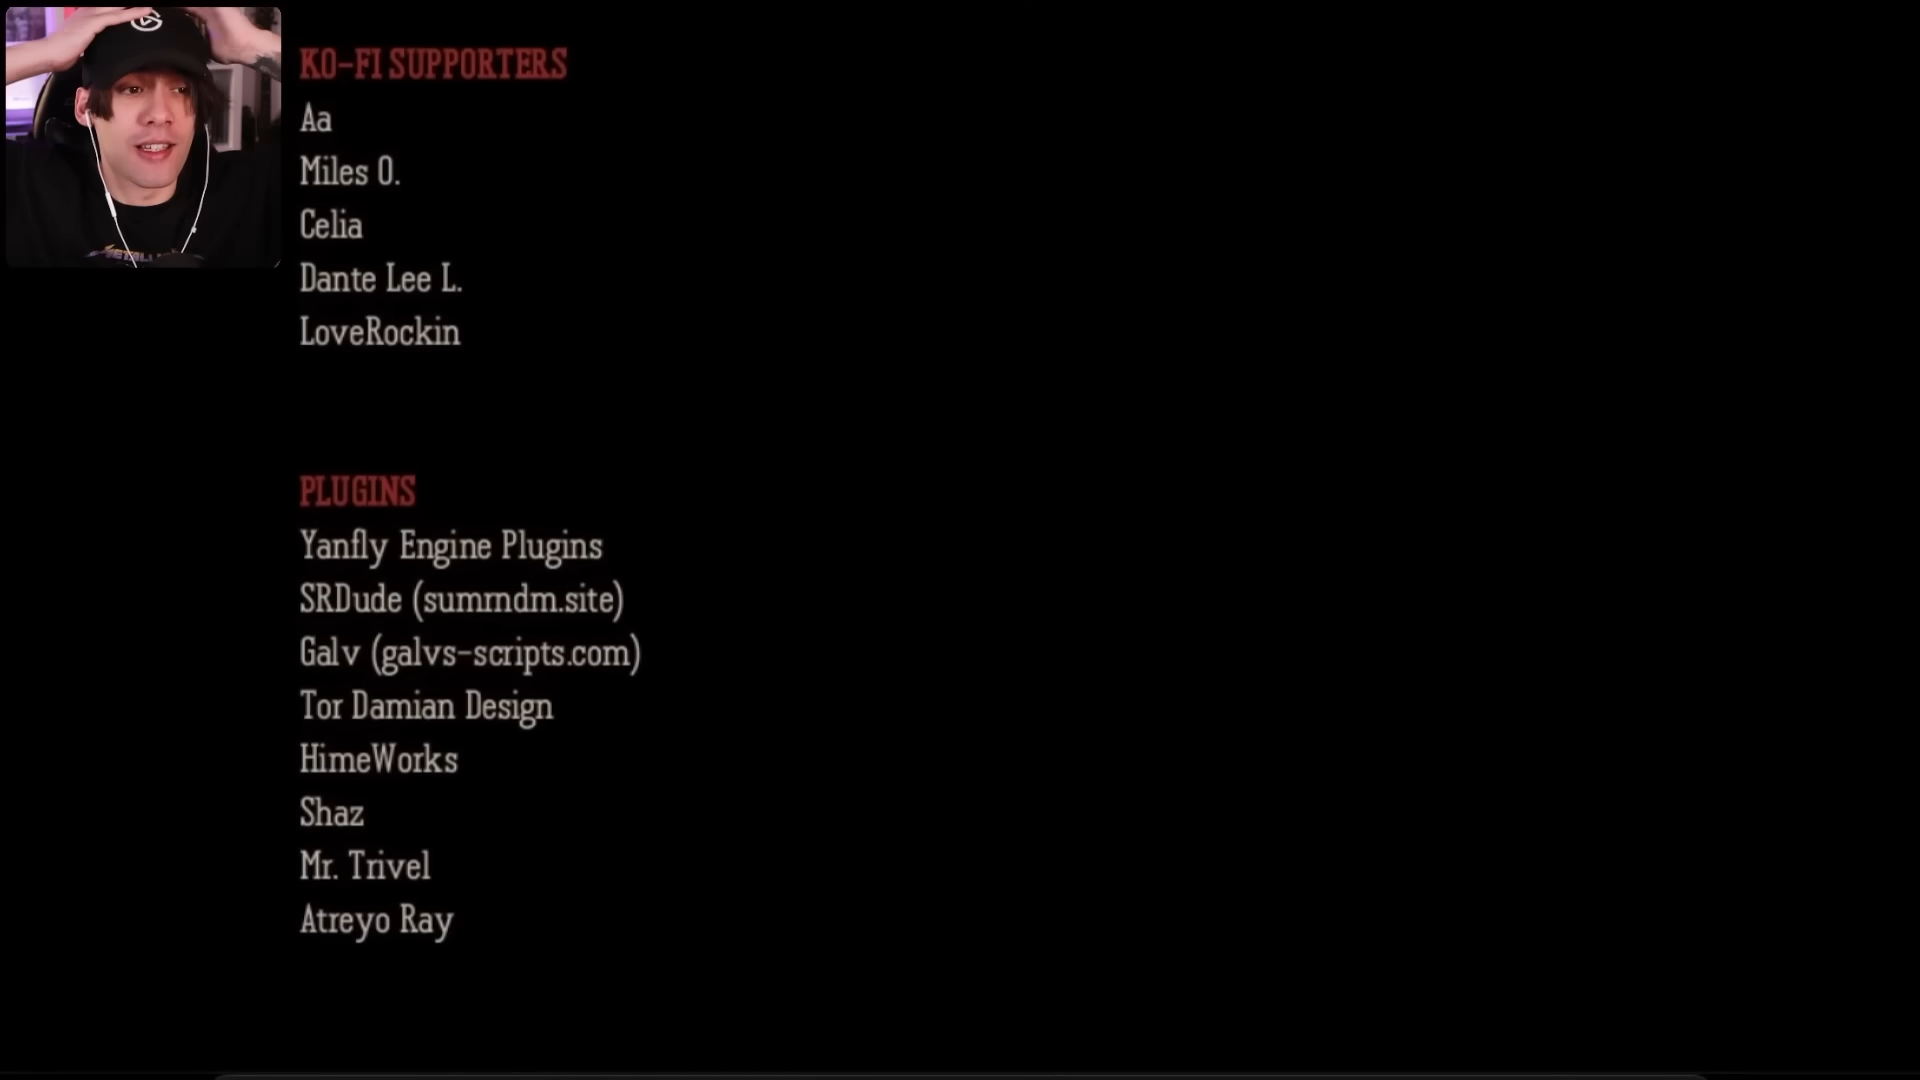 KO-FI SUPPORTERS
Aa
Miles O.
Celia
Dante Lee L.
LoveRockin
PLUGINS
Yanfly Engine Plugins
SRDude (sumrndm.site)
Galv (galvs-scripts.com)
Tor Damian Design
HimeWorks
Shaz
Mr. Trivel
Atreyo Ray